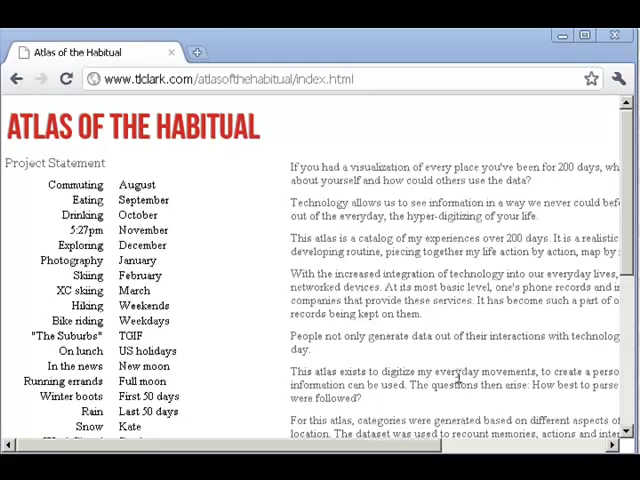 Atlas of the Habitual
www.tlclark.com/atlasofthehabitual/index.html
ATLAS OF THE HABITUAL
Project Statement
Commuting August
Eating September
Drinking October
5:27pm November
Exploring December
Photography January
Skiing February
XC skiing March
Hiking Weekends
Bike riding Weekdays
"The Suburbs" TGIF
On lunch US holidays
In the news New moon
Running errands Full moon
Winter boots First 50 days
Rain Last 50 days
Snow Kate
If you had a visualization of every place you've been for 200 days, wh
about yourself and how could others use the data?
Technology allows us to see information in a way we never could befo
out of the everyday, the hyper-digitizing of your life.
This atlas is a catalog of my experiences over 200 days. It is a realistic
developing routine, piecing together my life action by action, map by
With the increased integration of technology into our everyday lives,
networked devices. At its most basic level, one's phone records and in
companies that provide these services. It has become such a part of o
records being kept on them.
People not only generate data out of their interactions with technolog
day.
This atlas exists to digitize my everyday movements, to create a perso
information can be used. The questions then arise: How best to parse
were followed?
For this atlas, categories were generated based on different aspects of
location. The dataset was used to recount memories, actions and inter